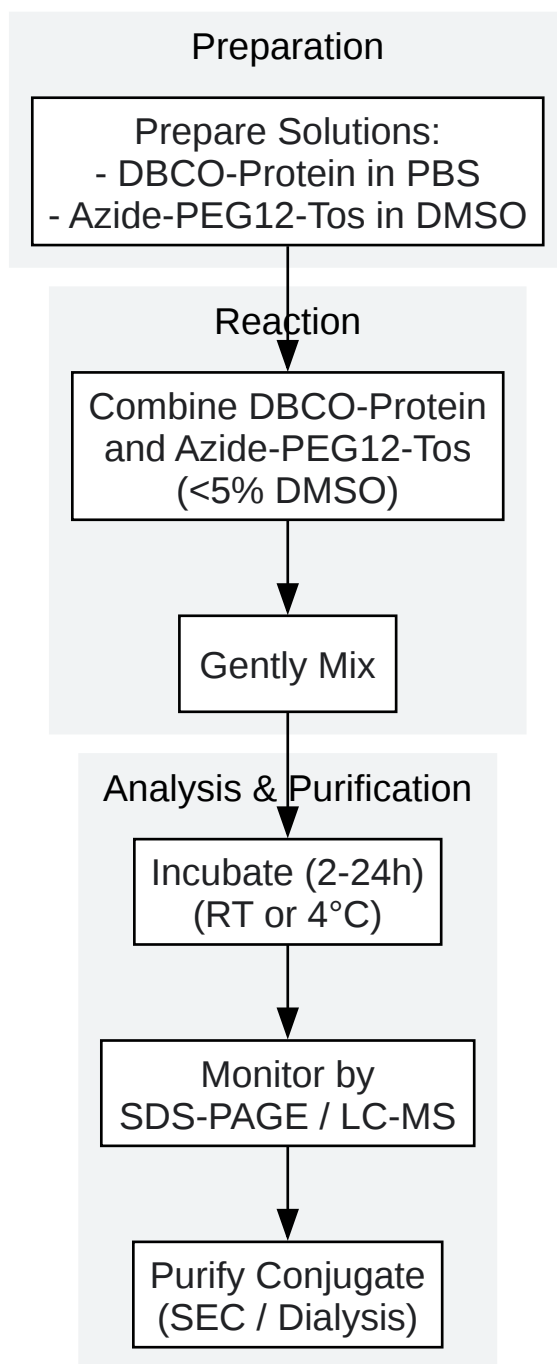 Preparation
Prepare Solutions:
- DBCO-Protein in PBS
- Azide-PEG12-Tos in DMSO
Reaction
Combine DBCO-Protein
and Azide-PEG12-Tos
(<5% DMSO)
Gently Mix
Analysis & Purification
Incubate (2-24h)
(RT or 4°C)
Monitor by
SDS-PAGE / LC-MS
Purify Conjugate
(SEC / Dialysis)